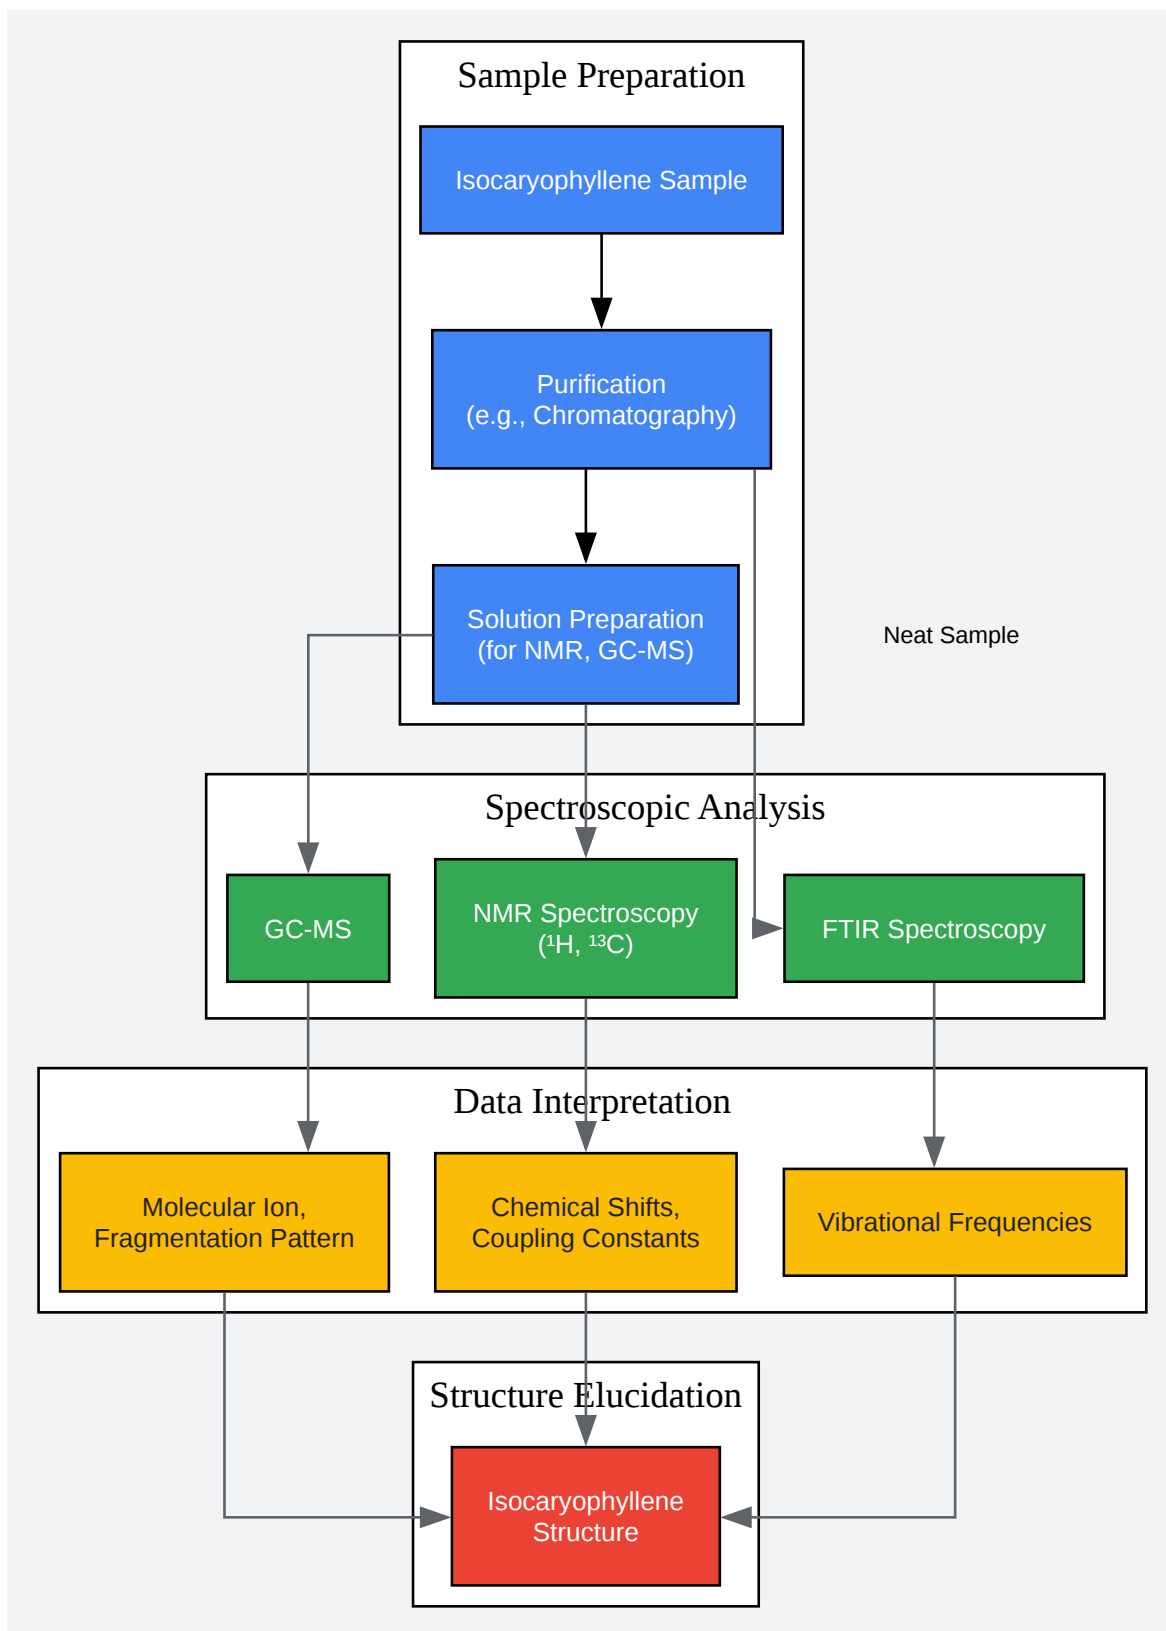 Sample Preparation
Isocaryophyllene Sample
Purification
(e.g., Chromatography)
Solution Preparation
(for NMR, GC-MS)
Neat Sample
Spectroscopic Analysis
GC-MS
NMR Spectroscopy
(¹H, ¹³C)
FTIR Spectroscopy
Data Interpretation
Molecular Ion,
Fragmentation Pattern
Chemical Shifts,
Coupling Constants
Vibrational Frequencies
Structure Elucidation
Isocaryophyllene
Structure